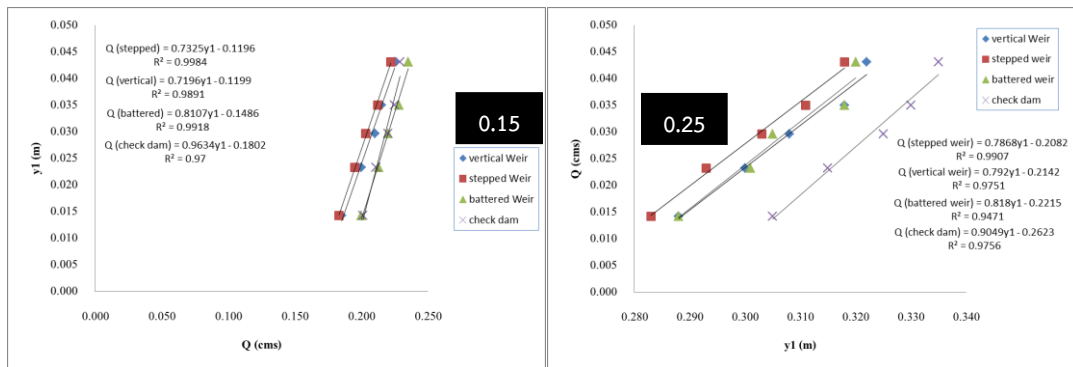 0.050
0.045
0.040
0.035
0.030
0.025
0.020
0.015
0.010
0.005
0.000
y1 (m)
Q (stepped) = 0.7325y1 - 0.1196
R² = 0.9984
Q (vertical) = 0.7196y1 - 0.1199
R² = 0.9891
Q (battered) = 0.8107y1 - 0.1486
R² = 0.9918
Q (check dam) = 0.9634y1 - 0.1802
R² = 0.97
0.15
vertical Weir
stepped Weir
battered Weir
check dam
0.000 0.050 0.100 0.150 0.200 0.250
Q (cms)
0.050
0.045
0.040
0.035
0.030
0.025
0.020
0.015
0.010
0.005
0.000
Q (cms)
0.25
vertical Weir
stepped weir
battered weir
check dam
Q (stepped weir) = 0.7868y1 - 0.2082
R² = 0.9907
Q (vertical weir) = 0.792y1 - 0.2142
R² = 0.9751
Q (battered weir) = 0.818y1 - 0.2215
R² = 0.9471
Q (check dam) = 0.9049y1 - 0.2623
R² = 0.9756
0.280 0.290 0.300 0.310 0.320 0.330 0.340
y1 (m)